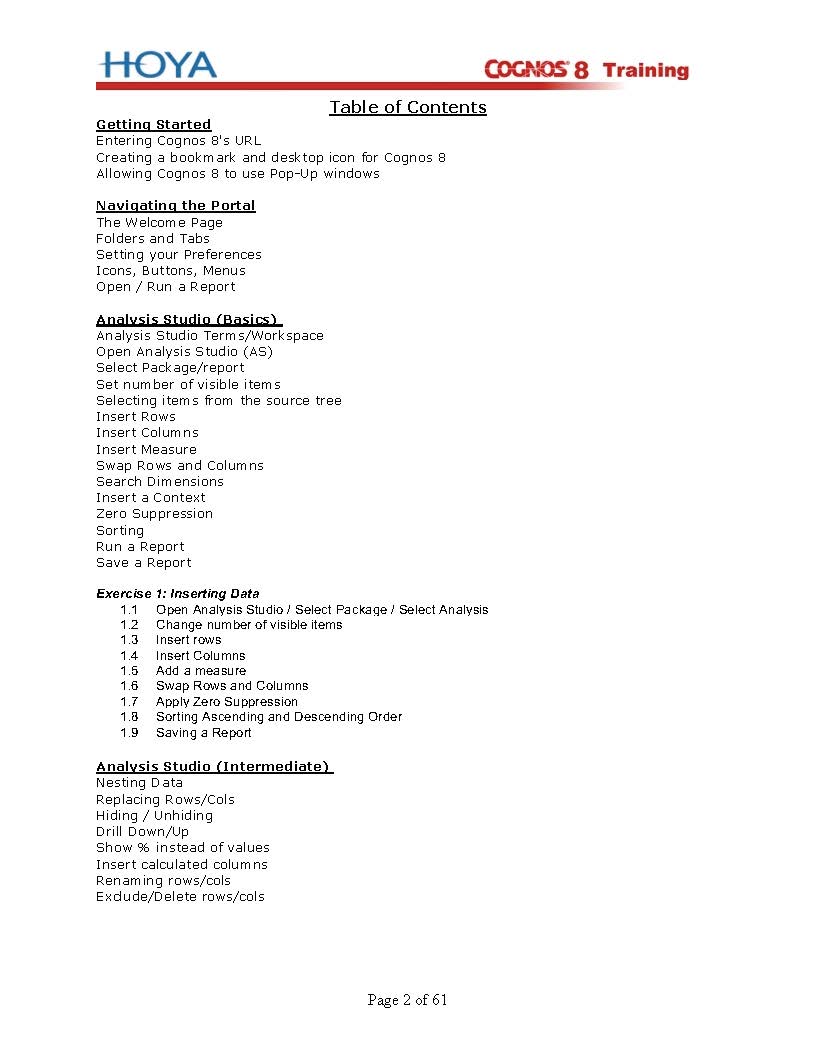 HOYA
COGNOS 8 Training
Table of Contents
Getting Started
Entering Cognos 8's URL
Creating a bookmark and desktop icon for Cognos 8
Allowing Cognos 8 to use Pop-Up windows
Navigating the Portal
The Welcome Page
Folders and Tabs
Setting your Preferences
Icons, Buttons, Menus
Open / Run a Report
Analysis Studio (Basics)
Analysis Studio Terms/Workspace
Open Analysis Studio (AS)
Select Package/report
Set number of visible items
Selecting items from the source tree
Insert Rows
Insert Columns
Insert Measure
Swap Rows and Columns
Search Dimensions
Insert a Context
Zero Suppression
Sorting
Run a Report
Save a Report
Exercise 1: Inserting Data
1.1 Open Analysis Studio / Select Package / Select Analysis
1.2 Change number of visible items
1.3 Insert rows
1.4 Insert Columns
1.5 Add a measure
1.6 Swap Rows and Columns
1.7 Apply Zero Suppression
1.8 Sorting Ascending and Descending Order
1.9 Saving a Report
Analysis Studio (Intermediate)
Nesting Data
Replacing Rows/Cols
Hiding / Unhiding
Drill Down/Up
Show % instead of values
Insert calculated columns
Renaming rows/cols
Exclude/Delete rows/cols
Page 2 of 61